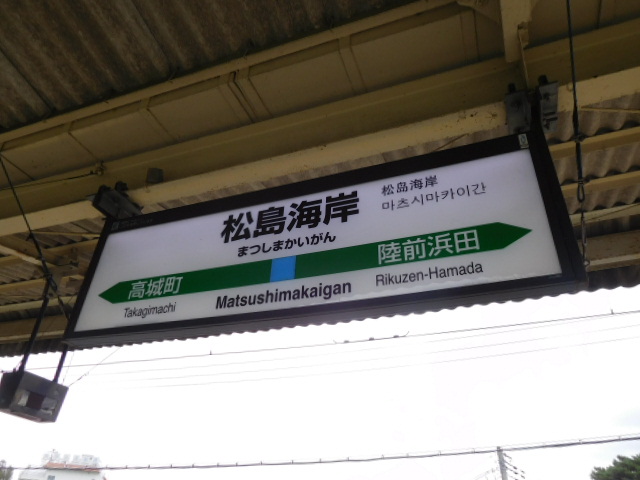 松島海岸
まつしまかいがん
松岛海岸
마츠시마카이간
高城町
陸前浜田
Takagimachi
Matsushimakaigan
Rikuzen-Hamada